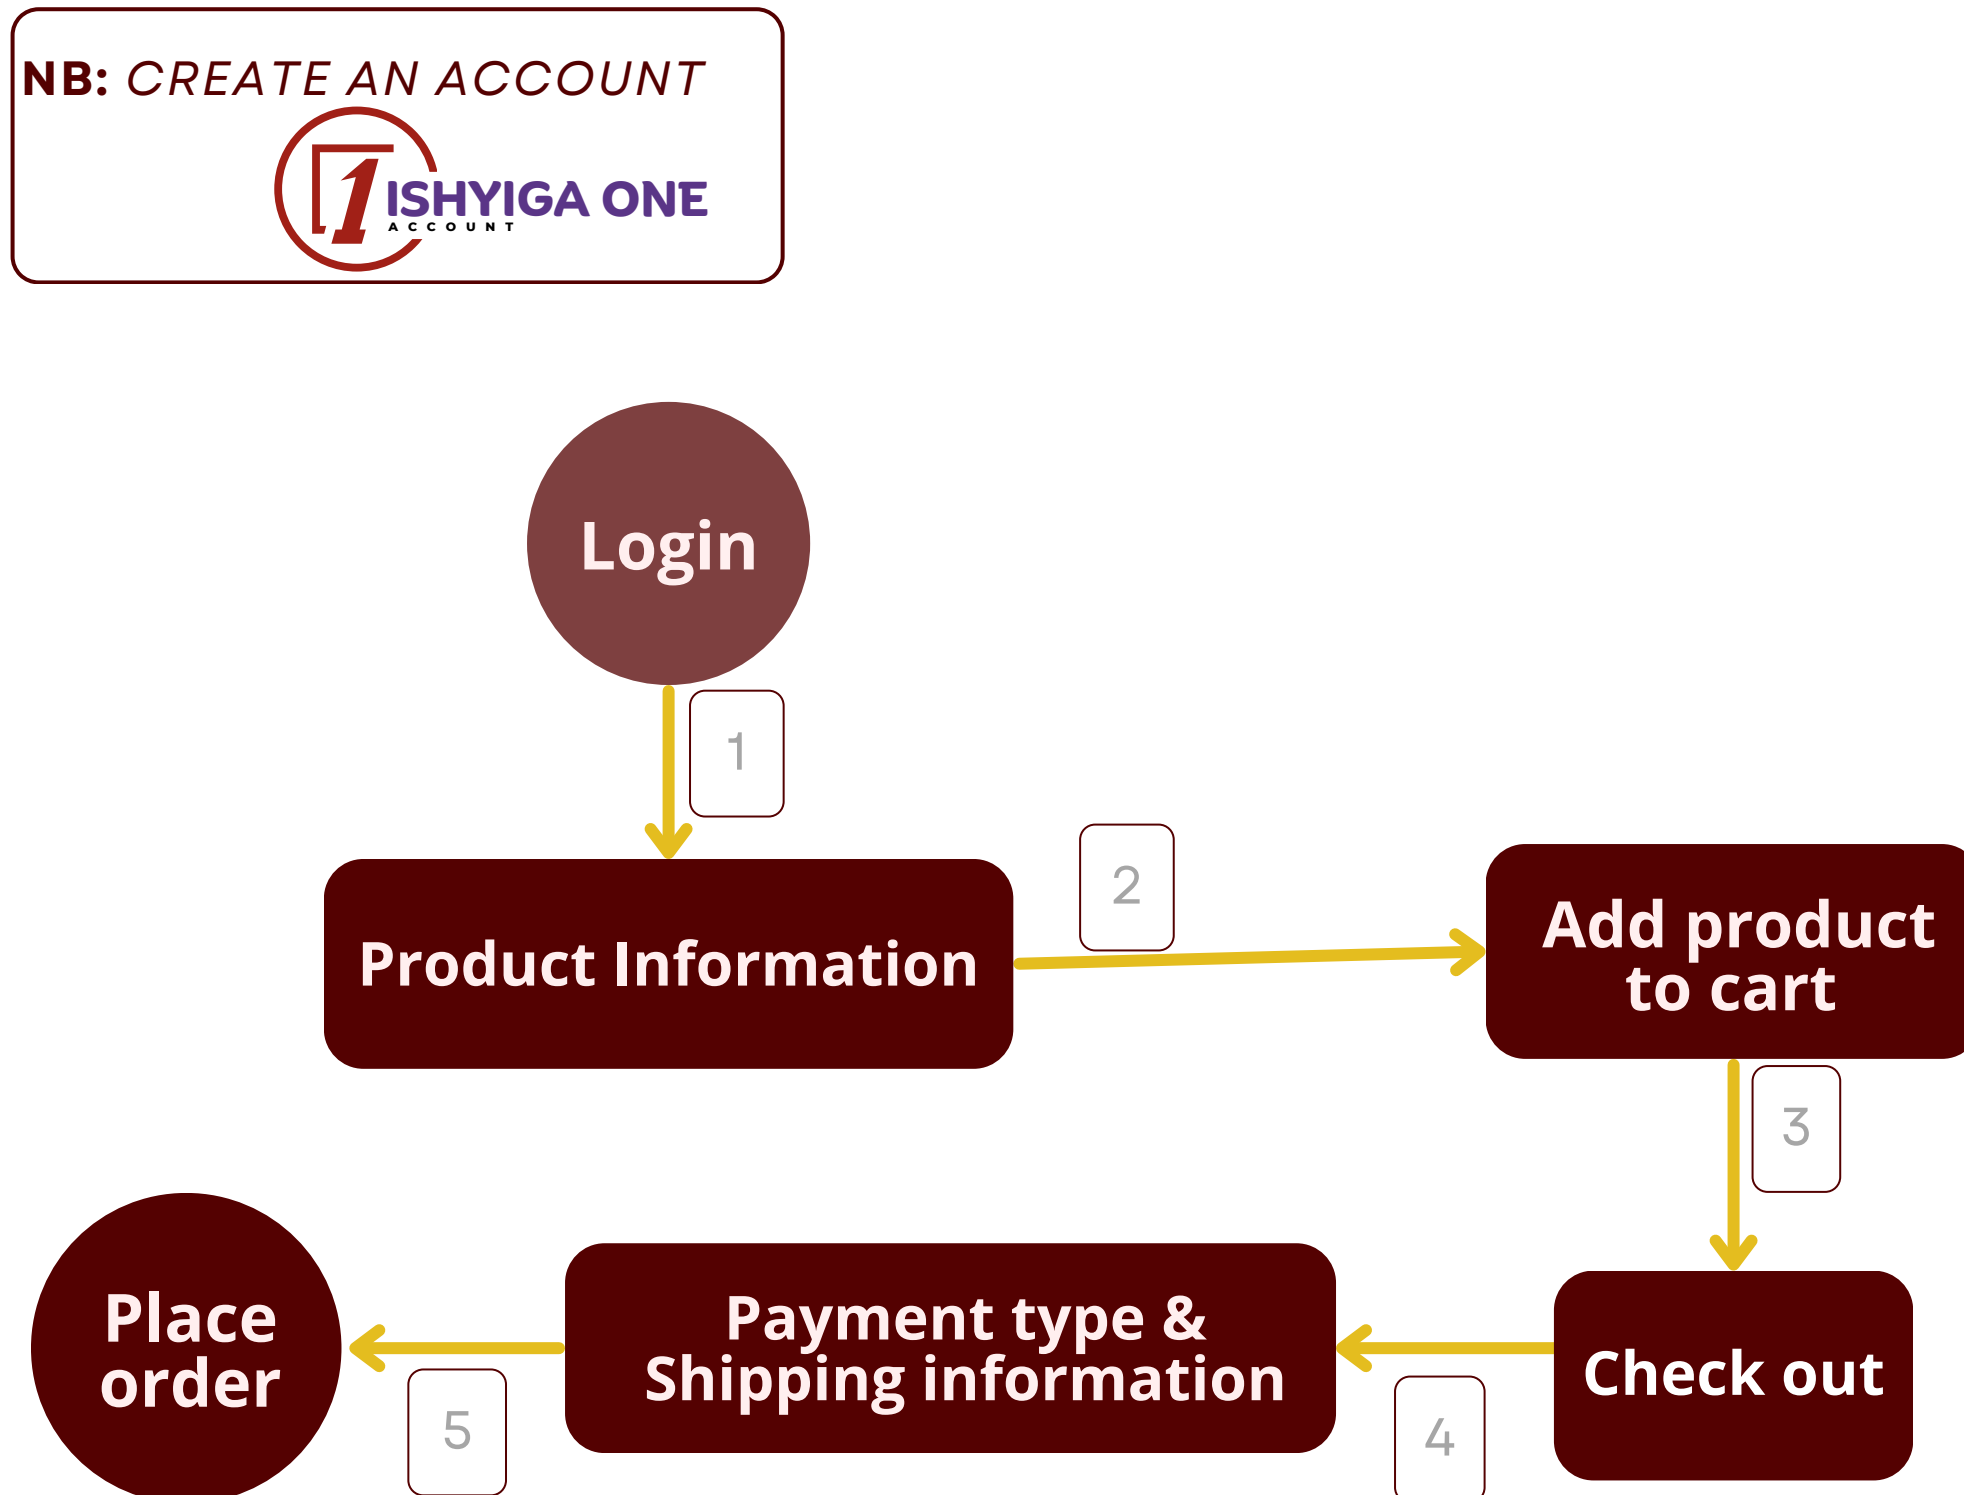 NB: CREATE AN ACCOUNT
1 ISHYIGA ONE
ACCOUNT
Login
1
2
Product Information
Add product
to cart
3
Place
order
Payment type &
Shipping information
Check out
5
4